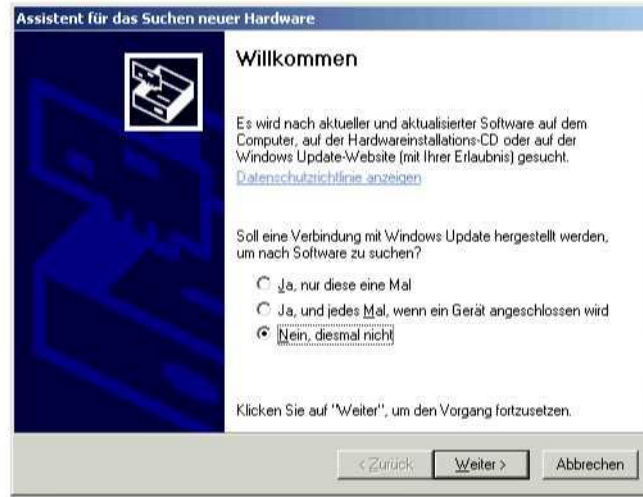 Assistent für das Suchen neuer Hardware
Willkommen
Es wird nach aktueller und aktualisierter Software auf dem
Computer, auf der Hardwareinstallations-CD oder auf der
Windows Update-Website (mit Ihrer Erlaubnis) gesucht.
Datenschutzrichtlinie anzeigen
Soll eine Verbindung mit Windows Update hergestellt werden,
um nach Software zu suchen?
Ja, nur diese eine Mal
Ja, und jedes Mal, wenn ein Gerät angeschlossen wird
Nein, diesmal nicht
Klicken Sie auf "Weiter", um den Vorgang fortzusetzen.
< Zurück Weiter > Abbrechen